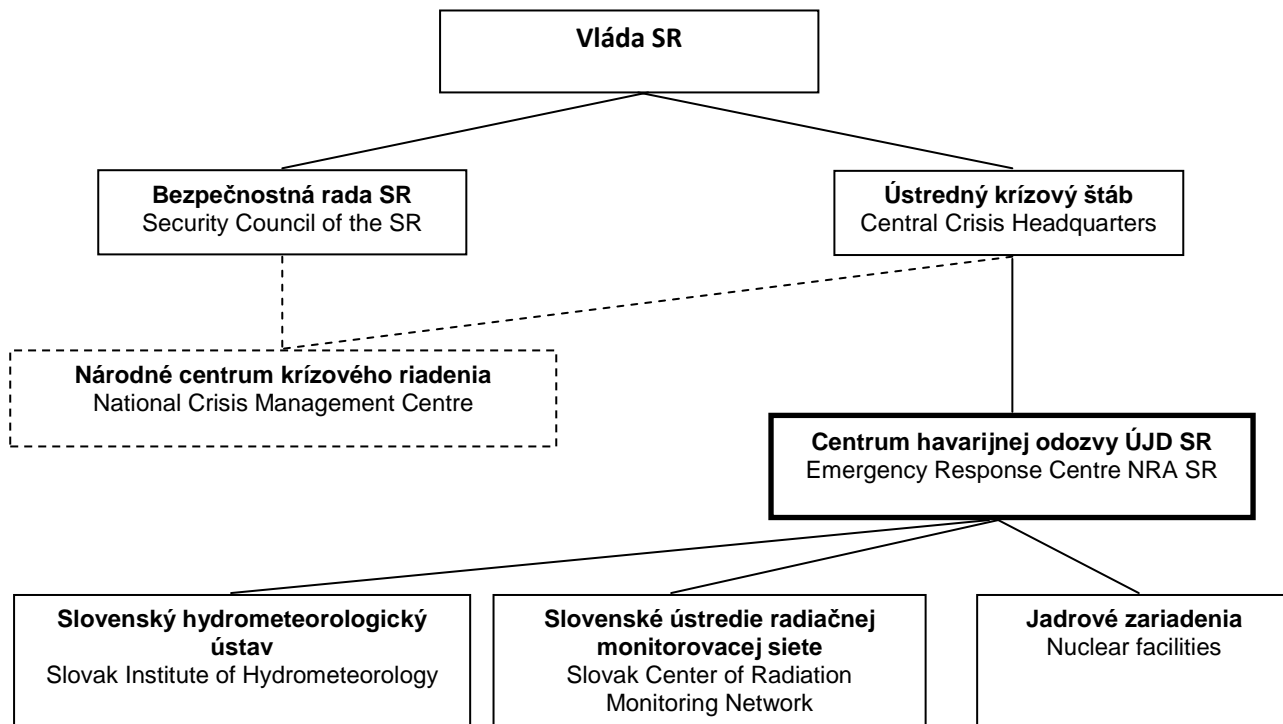 Vláda SR
Bezpečnostná rada SR
Security Council of the SR
Ústredný krízový štáb
Central Crisis Headquarters
Národné centrum krízového riadenia
National Crisis Management Centre
Centrum havarijnej odozvy ÚJD SR
Emergency Response Centre NRA SR
Slovenský hydrometeorologický
ústav
Slovak Institute of Hydrometeorology
Slovenské ústredie radiačnej
monitorovacej siete
Slovak Center of Radiation
Monitoring Network
Jadrové zariadenia
Nuclear facilities